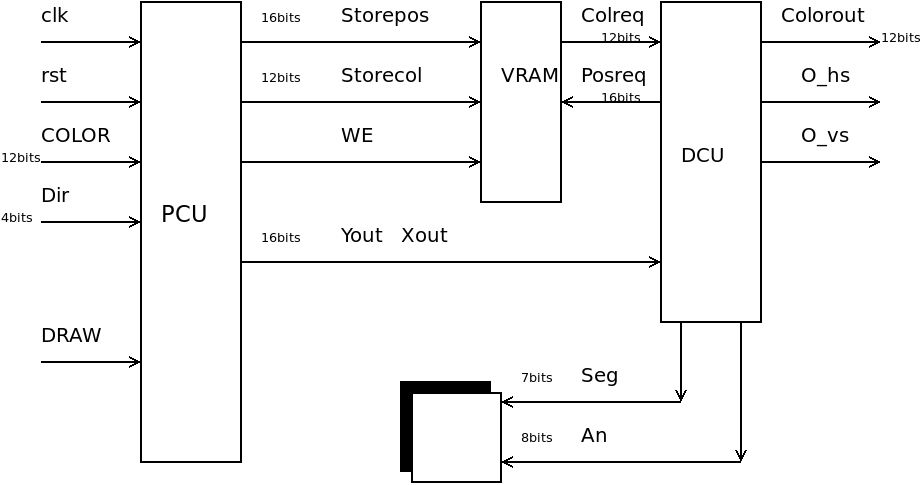 clk
16bits Storepos
Colreq
Colorout
12bits
12bits
rst
12bits Storecol
VRAM
Posreq
O_hs
16bits
COLOR
WE
O_vs
12bits
DCU
Dir
4bits
PCU
16bits Yout Xout
DRAW
7bits Seg
8bits An